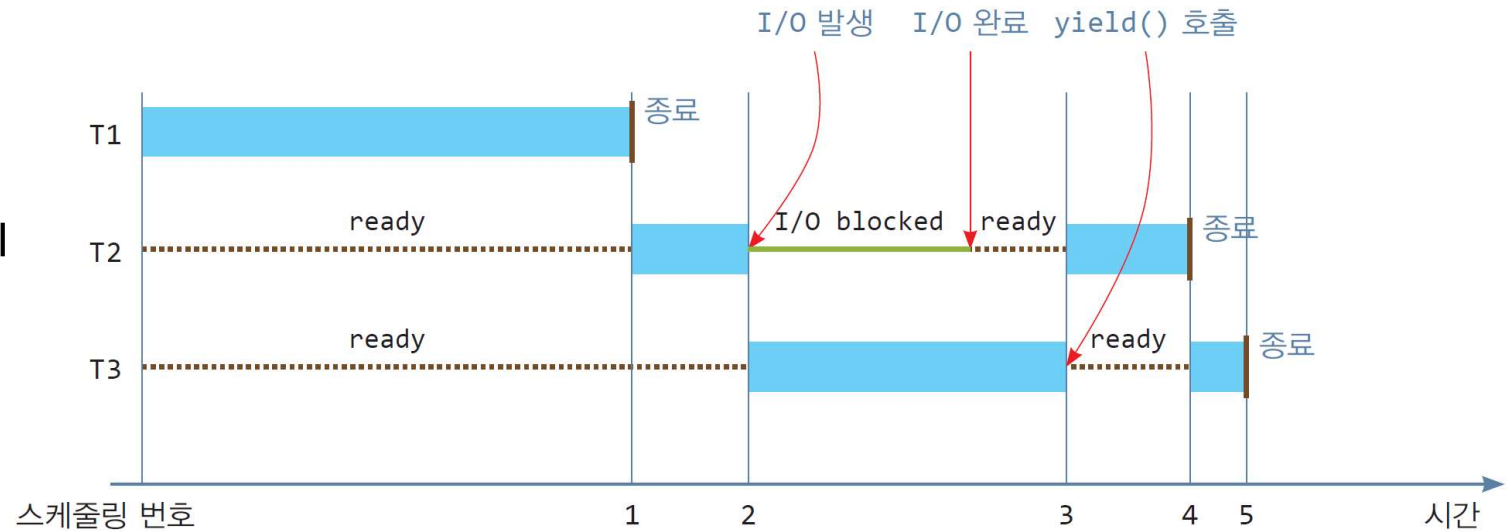 I/O 발생 I/O 완료 yield() 호출
T1 종료
ready I/O blocked ready
T2 종료
ready ready
T3 종료
스케줄링 번호 1 2 3 4 5 시간